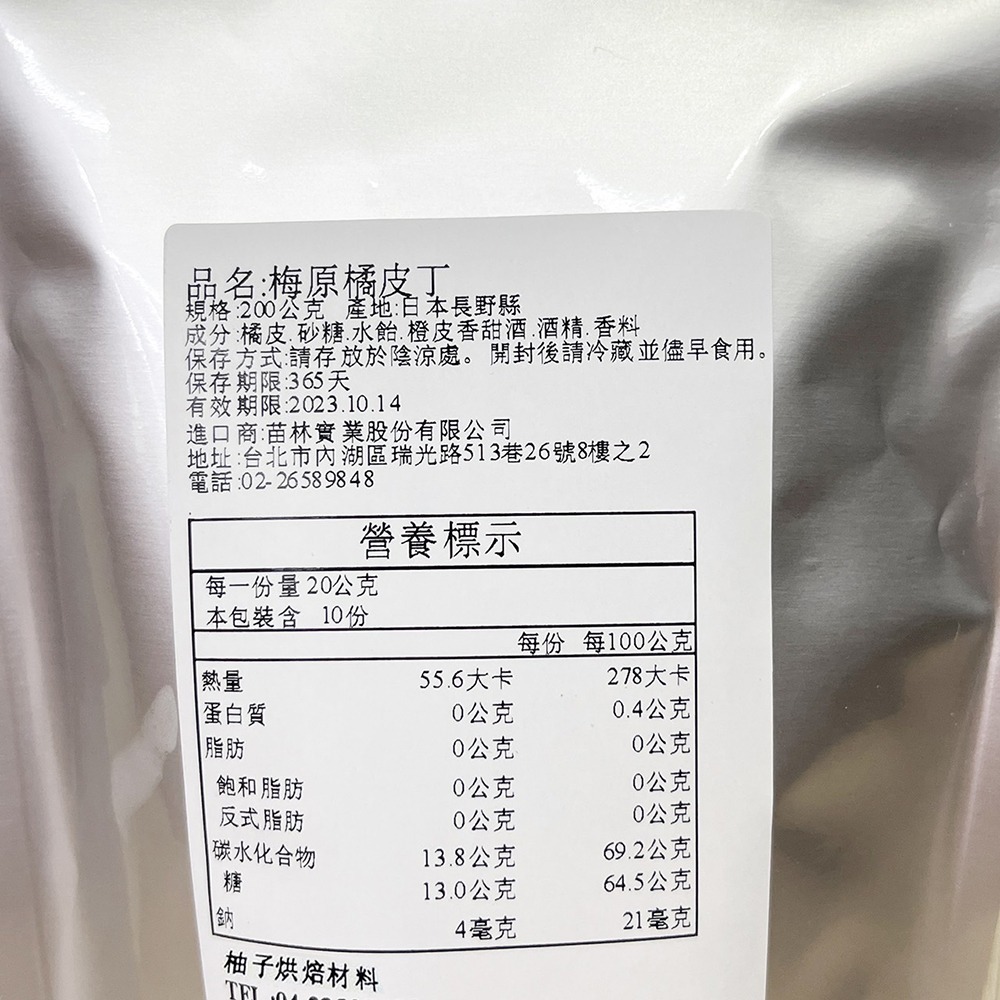 品名:梅原橘皮丁
規格:200公克 產地:日本長野縣
成分:橘皮.砂糖.水飴.橙皮香甜酒.酒精.香料
保存方式:請存放於陰涼處。開封後請冷藏並儘早食用。
保存期限:365天
有效期限:2023.10.14
進口商:苗林實業股份有限公司
地址:台北市內湖區瑞光路513巷26號8樓之2
電話:02-26589848
營養標示
每一份量20公克
本包裝含 10份
每份 每100公克
熱量 55.6大卡 278大卡
蛋白質 0公克 0.4公克
脂肪 0公克 0公克
飽和脂肪 0公克 0公克
反式脂肪 0公克 0公克
碳水化合物 13.8公克 69.2公克
糖 13.0公克 64.5公克
鈉 4毫克 21毫克
柚子烘焙材料
TEL:04